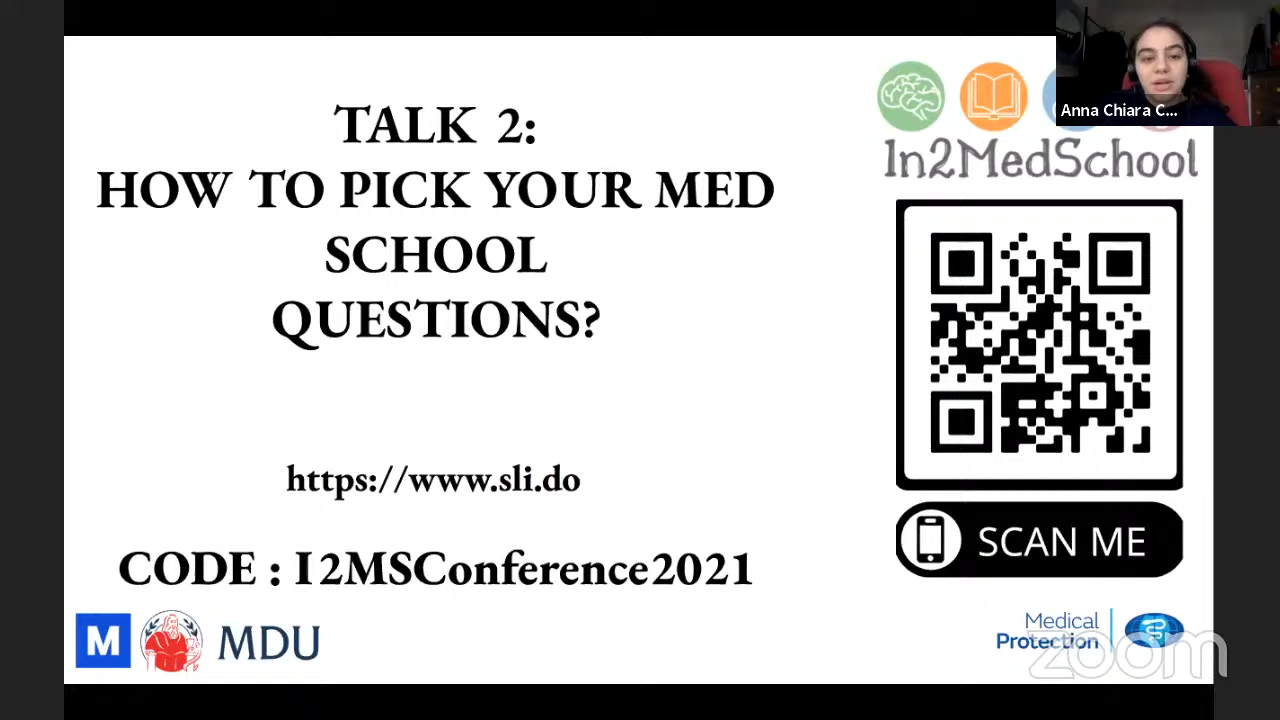 TALK 2:
HOW TO PICK YOUR MED
SCHOOL
QUESTIONS?
https://www.sli.do
CODE : I2MSConference2021
M
MDU
Anna Chiara C...
In2MedSchool
SCAN ME
Medical
Protection
zoom